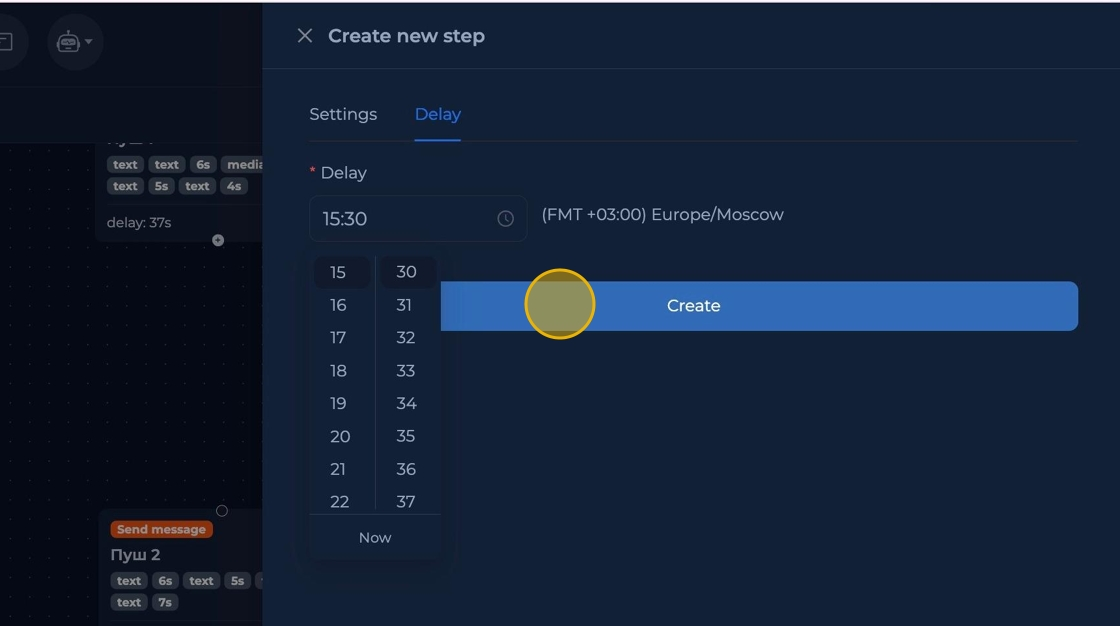 Create new step
Settings Delay
* Delay
15:30
(FMT +03:00) Europe/Moscow
15 30
16 31
17 32
18 33
19 34
20 35
21 36
22 37
Now
Create
text text 6s media
text 5s text 4s
delay: 37s
Send message
Пуш 2
text 6s text 5s
text 7s